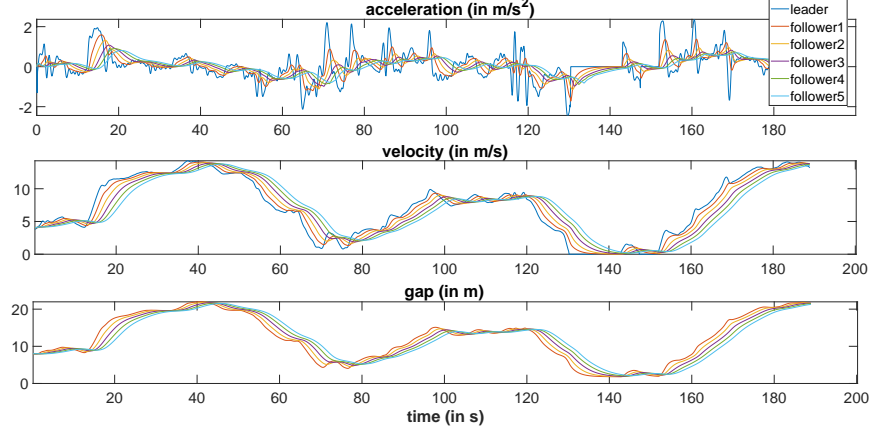 acceleration (in m/s²)
leader
follower1
follower2
follower3
follower4
follower5
2
0
-2
0 20 40 60 80 100 120 140 160 180
velocity (in m/s)
10
5
0
20 40 60 80 100 120 140 160 180 200
gap (in m)
20
10
0
20 40 60 80 100 120 140 160 180 200
time (in s)